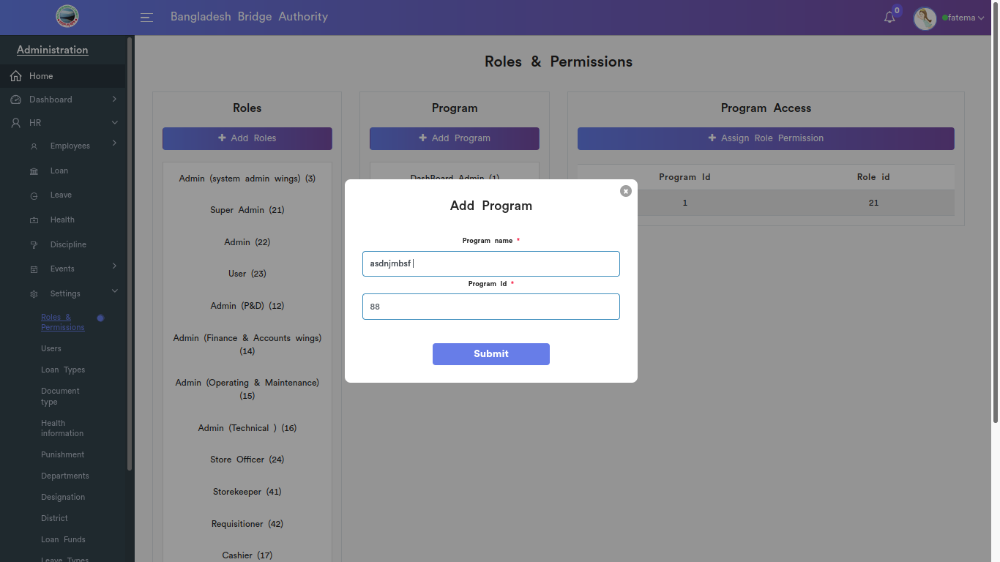 Bangladesh Bridge Authority
0
fatema
Administration
Home
Dashboard
HR
Employees
Loan
Leave
Health
Discipline
Events
Settings
Roles &
Permissions
Users
Loan Types
Document
type
Health
information
Punishment
Departments
Designation
District
Loan Funds
Leave Types
Roles & Permissions
Roles
+ Add Roles
Admin (system admin wings) (3)
Super Admin (21)
Admin (22)
User (23)
Admin (P&D) (12)
Admin (Finance & Accounts wings)
(14)
Admin (Operating & Maintenance)
(15)
Admin (Technical ) (16)
Store Officer (24)
Storekeeper (41)
Requisitioner (42)
Cashier (17)
Program
+ Add Program
DashBoard Admin (1)
Program Access
+ Assign Role Permission
Program Id Role id
1 21
Add Program
Program name *
asdnjmbsf
Program Id *
88
Submit